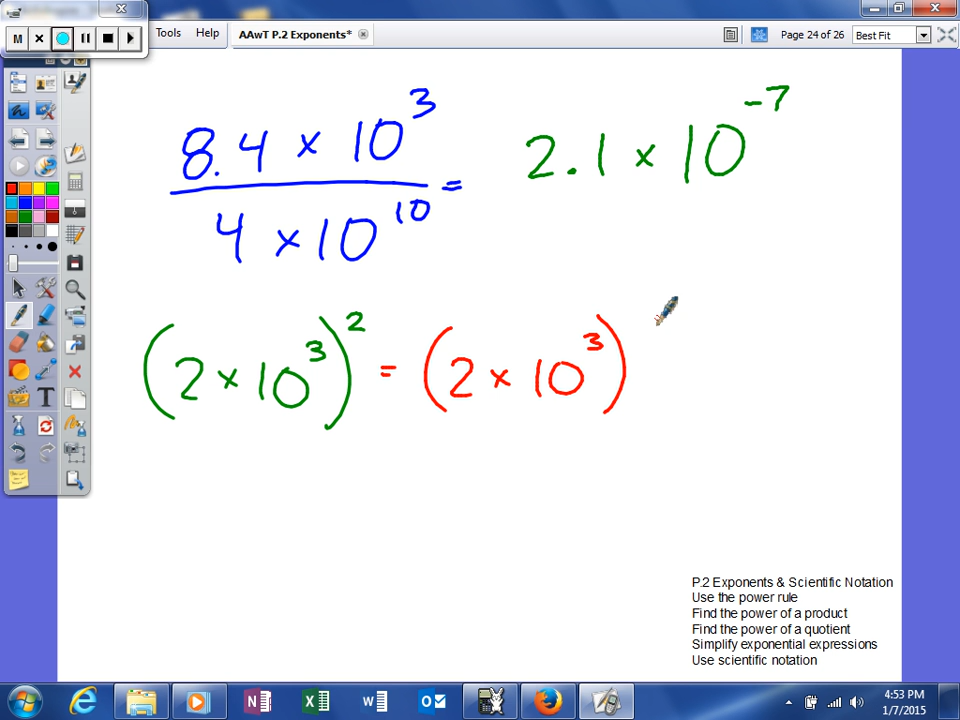 M
Tools Help
AAwT P.2 Exponents*
Page 24 of 26
Best Fit
8.4 × 10^3
4 × 10^10
= 2.1 × 10^-7
(2 × 10^3)^2 = (2 × 10^3)
P.2 Exponents & Scientific Notation
Use the power rule
Find the power of a product
Find the power of a quotient
Simplify exponential expressions
Use scientific notation
4:53 PM
1/7/2015